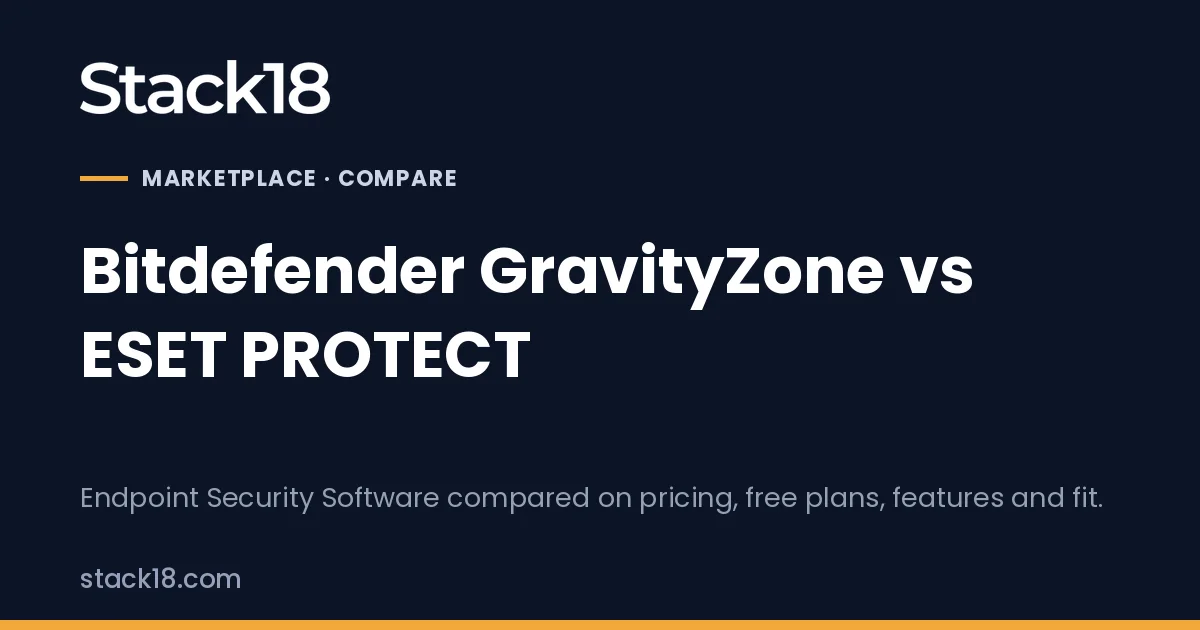 Stack18
MARKETPLACE · COMPARE
Bitdefender GravityZone vs
ESET PROTECT
Endpoint Security Software compared on pricing, free plans, features and fit.
stack18.com